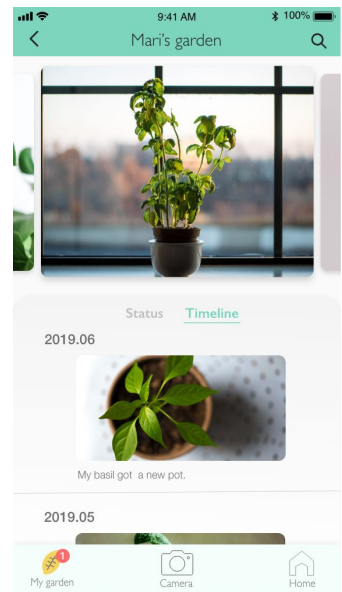 9:41 AM
100%
Mari's garden
Status
Timeline
2019.06
My basil got a new pot.
2019.05
1
My garden
Camera
Home